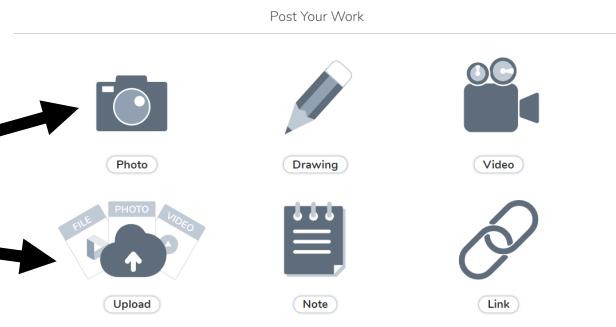 Post Your Work
Photo
Drawing
Video
FILE
PHOTO
VIDEO
Upload
Note
Link